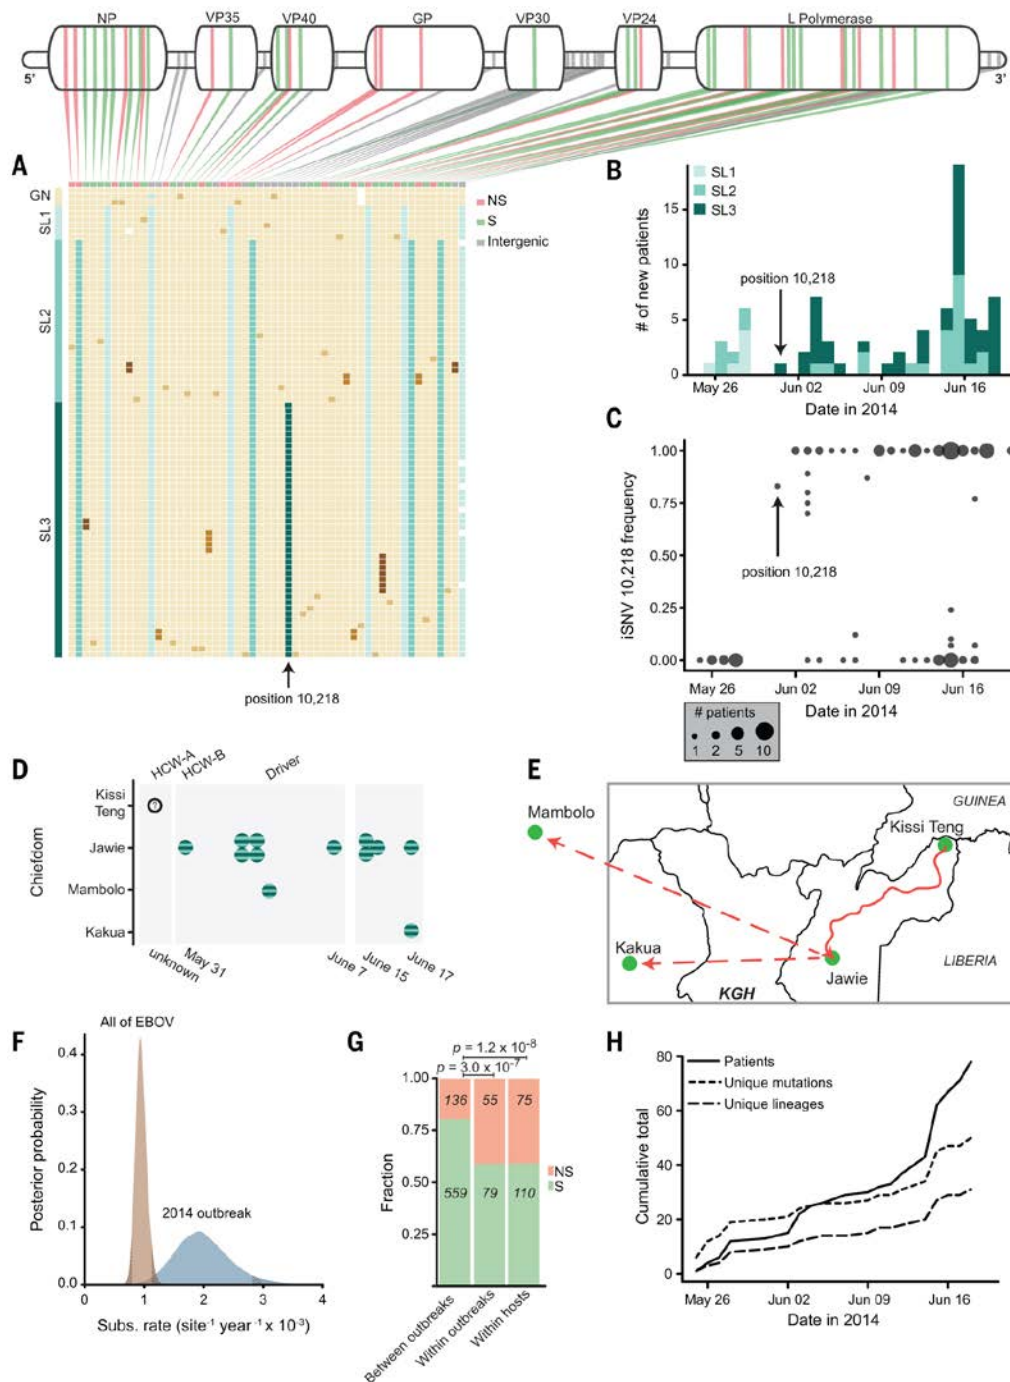 NP VP35 VP40 GP VP30 VP24 L Polymerase
5' 3'
A
GN
SL1
SL2
SL3
NS
S
Intergenic
position 10,218
B
SL1
SL2
SL3
# of new patients
15
10
5
0
position 10,218
May 26 Jun 02 Jun 09 Jun 16
Date in 2014
C
iSNV 10,218 frequency
1.00
0.75
0.50
0.25
0.00
position 10,218
May 26 Jun 02 Jun 09 Jun 16
Date in 2014
# patients
1 2 5 10
D
HCW-A HCW-B Driver
Chiefdom
Kissi
Teng
?
Jawie
Mambolo
Kakua
unknown May 31 June 7 June 15 June 17
E
Mambolo
GUINEA
Kissi Teng
Kakua
LIBERIA
Jawie
KGH
F
All of EBOV
2014 outbreak
Posterior probability
0.4
0.3
0.2
0.1
0.0
0 1 2 3 4
Subs. rate (site⁻¹ year⁻¹ x 10⁻³)
G
p = 1.2 x 10⁻⁸
p = 3.0 x 10⁻⁷
Fraction
1.00
0.75
0.50
0.25
136 55 75
559 79 110
NS
S
Between outbreaks
Within outbreaks
Within hosts
H
Patients
Unique mutations
Unique lineages
Cumulative total
80
60
40
20
0
May 26 Jun 02 Jun 09 Jun 16
Date in 2014